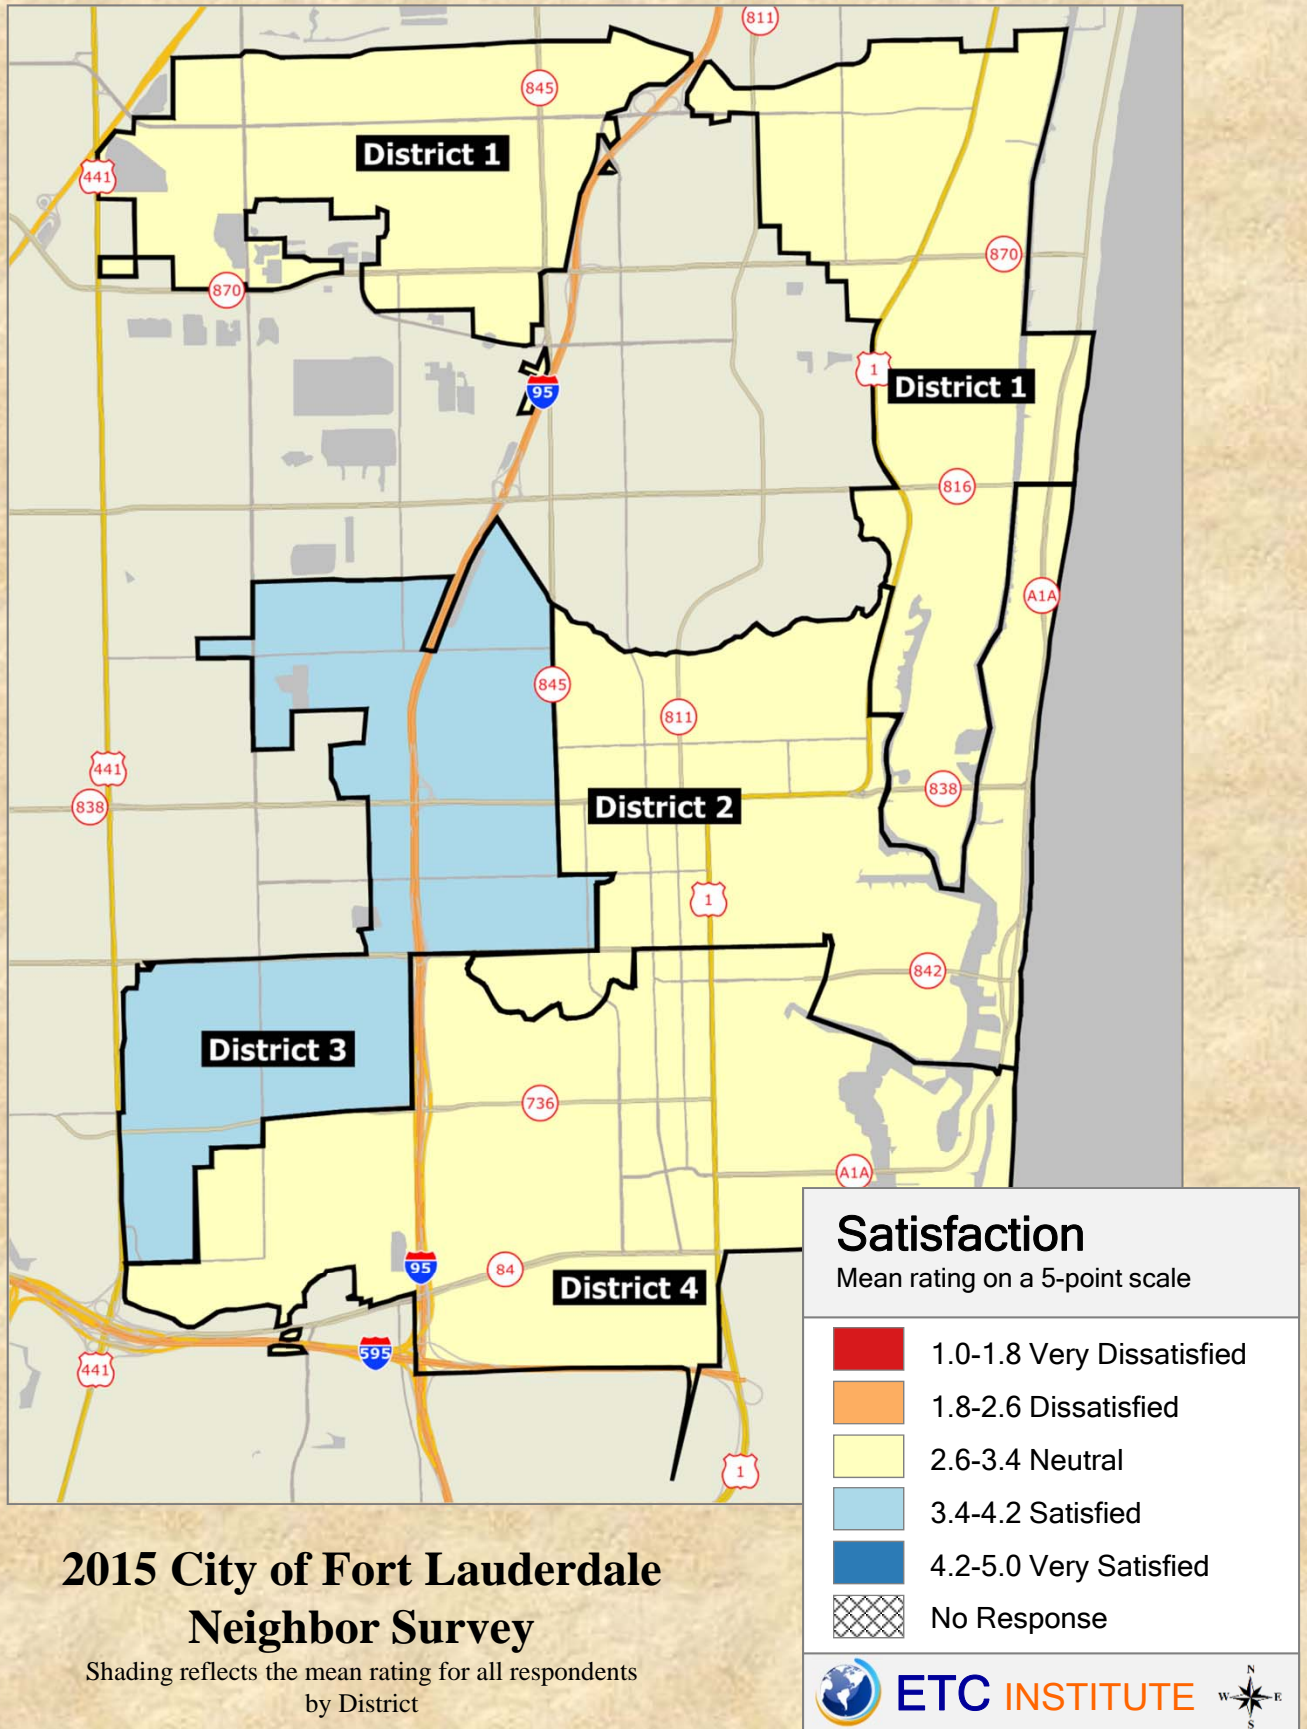 811
845
District 1
441
870
870
95
1
District 1
816
A1A
845
811
441
838
District 2
838
1
842
District 3
736
A1A
95
84
District 4
595
441
1
Satisfaction
Mean rating on a 5-point scale
1.0-1.8 Very Dissatisfied
1.8-2.6 Dissatisfied
2.6-3.4 Neutral
3.4-4.2 Satisfied
4.2-5.0 Very Satisfied
No Response
2015 City of Fort Lauderdale
Neighbor Survey
Shading reflects the mean rating for all respondents
by District
ETC INSTITUTE
N
W E
S